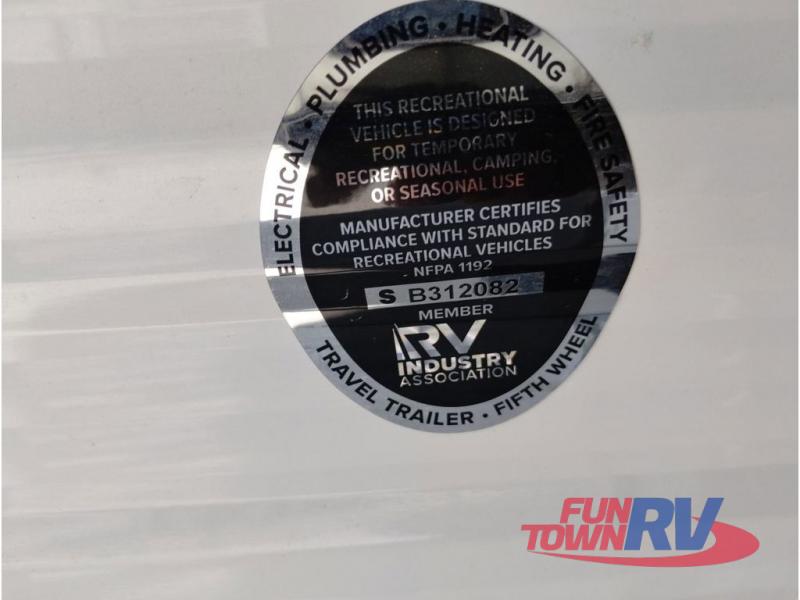 ELECTRICAL • PLUMBING • HEATING • FIRE SAFETY
THIS RECREATIONAL
VEHICLE IS DESIGNED
FOR TEMPORARY
RECREATIONAL, CAMPING,
OR SEASONAL USE
MANUFACTURER CERTIFIES
COMPLIANCE WITH STANDARD FOR
RECREATIONAL VEHICLES
NFPA 1192
S B312082
MEMBER
RV
INDUSTRY
ASSOCIATION
TRAVEL TRAILER • FIFTH WHEEL
FUN
TOWN RV